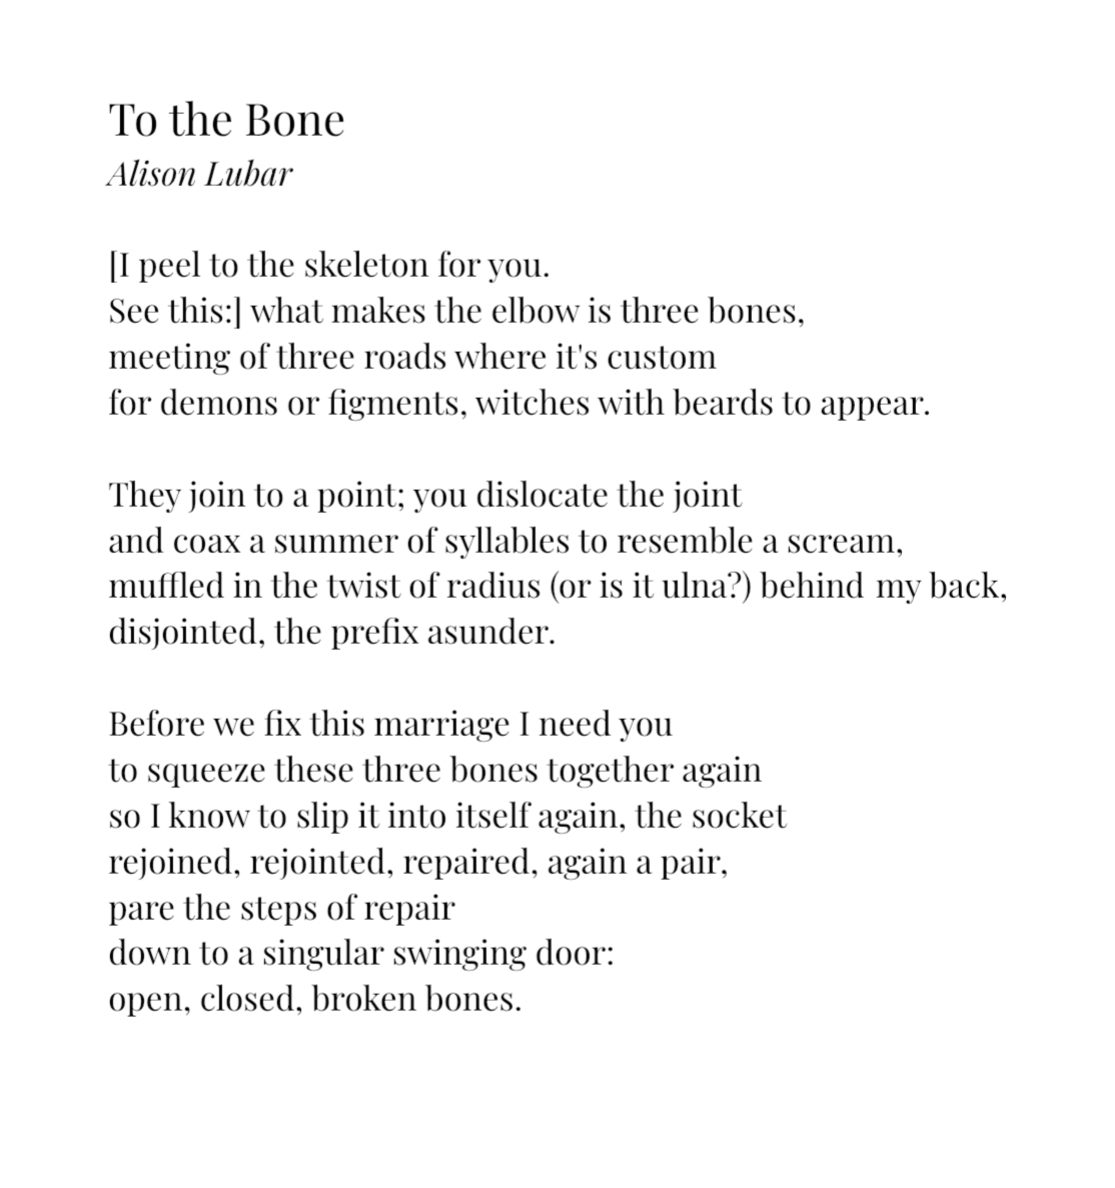 To the Bone
Alison Lubar
[I peel to the skeleton for you.
See this:] what makes the elbow is three bones,
meeting of three roads where it's custom
for demons or figments, witches with beards to appear.
They join to a point; you dislocate the joint
and coax a summer of syllables to resemble a scream,
muffled in the twist of radius (or is it ulna?) behind my back,
disjointed, the prefix asunder.
Before we fix this marriage I need you
to squeeze these three bones together again
so I know to slip it into itself again, the socket
rejoined, rejointed, repaired, again a pair,
pare the steps of repair
down to a singular swinging door:
open, closed, broken bones.